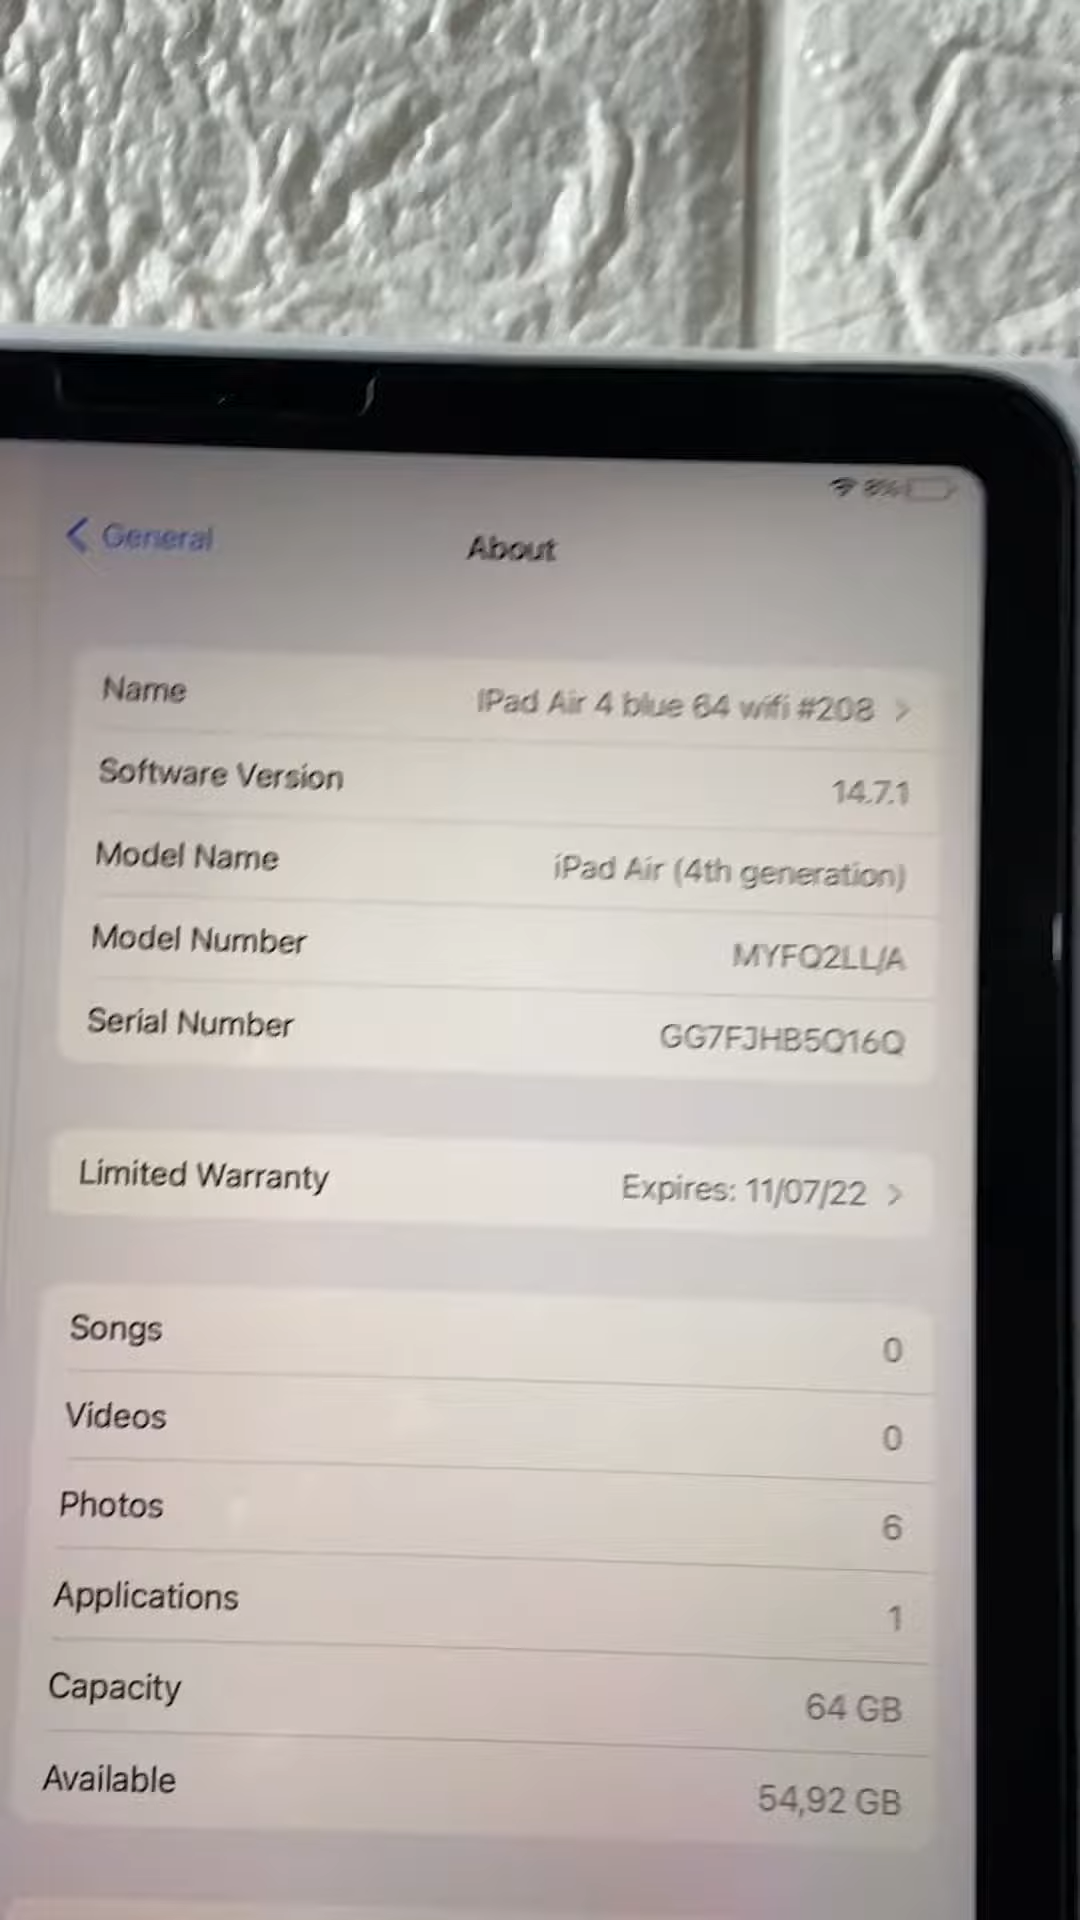 8%
General
About
Name
iPad Air 4 blue 64 wifi #208
Software Version
14.7.1
Model Name
iPad Air (4th generation)
Model Number
MYFQ2LL/A
Serial Number
GG7FJHB5Q16Q
Limited Warranty
Expires: 11/07/22
Songs
0
Videos
0
Photos
6
Applications
1
Capacity
64 GB
Available
54,92 GB